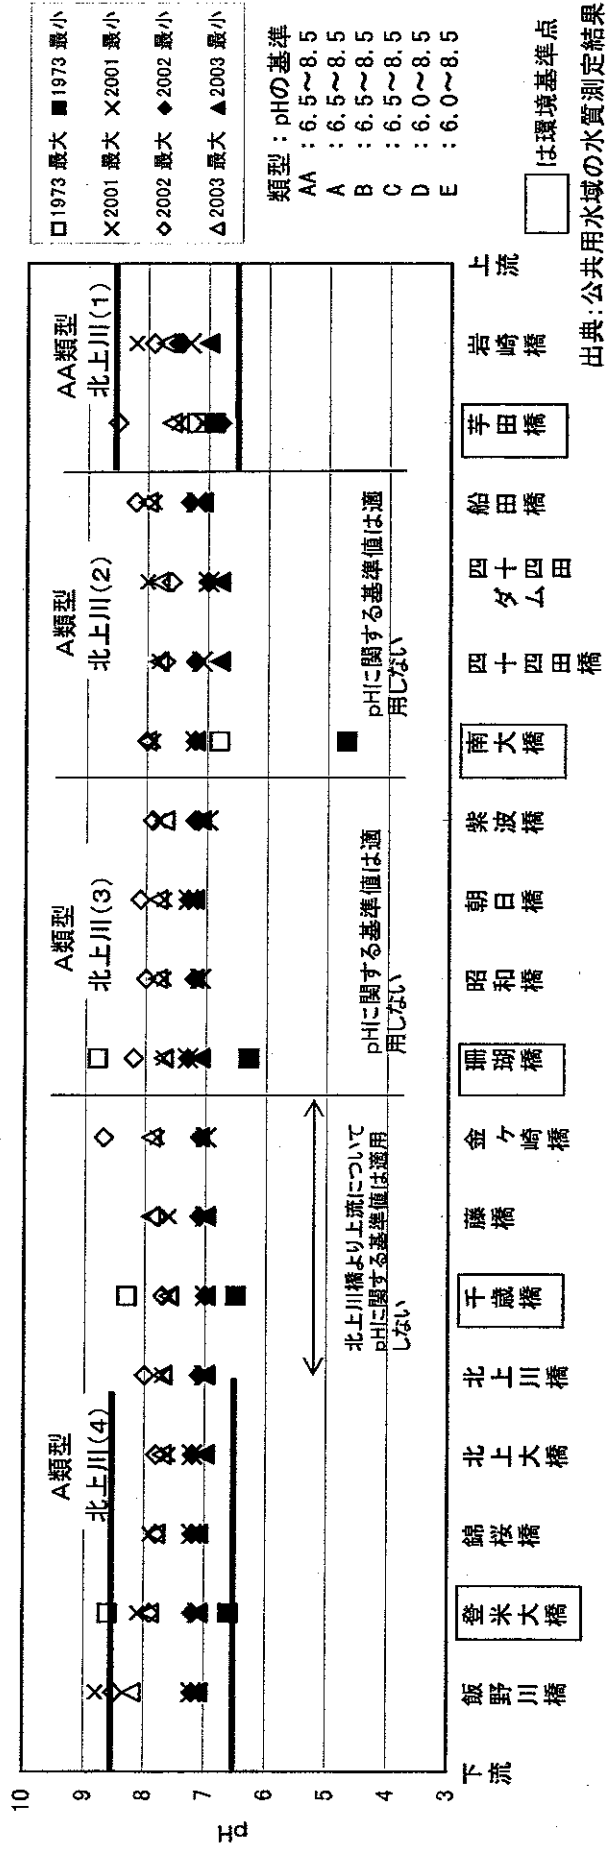 □1973 最大 ■1973 最小
×2001 最大 ×2001 最小
◇2002 最大 ◆2002 最小
△2003 最大 ▲2003 最小
類型：pHの基準
AA ：6.5～8.5
A ：6.5～8.5
B ：6.5～8.5
C ：6.5～8.5
D ：6.0～8.5
E ：6.0～8.5
は環境基準点
出典：公共用水域の水質測定結果
A類型
北上川(4)
A類型
北上川(3)
A類型
北上川(2)
AA類型
北上川(1)
北上川橋より上流について
pHに関する基準値は適用
しない
pHに関する基準値は適
用しない
pHに関する基準値は適
用しない
pH
10
9
8
7
6
5
4
3
下流
飯野川橋
登米大橋
錦桜橋
北上大橋
北上川橋
千歳橋
藤橋
金ケ崎橋
珊瑚橋
昭和橋
朝日橋
紫波橋
南大橋
四十四田橋
四十四田
ダム
船田橋
芋田橋
岩崎橋
上流